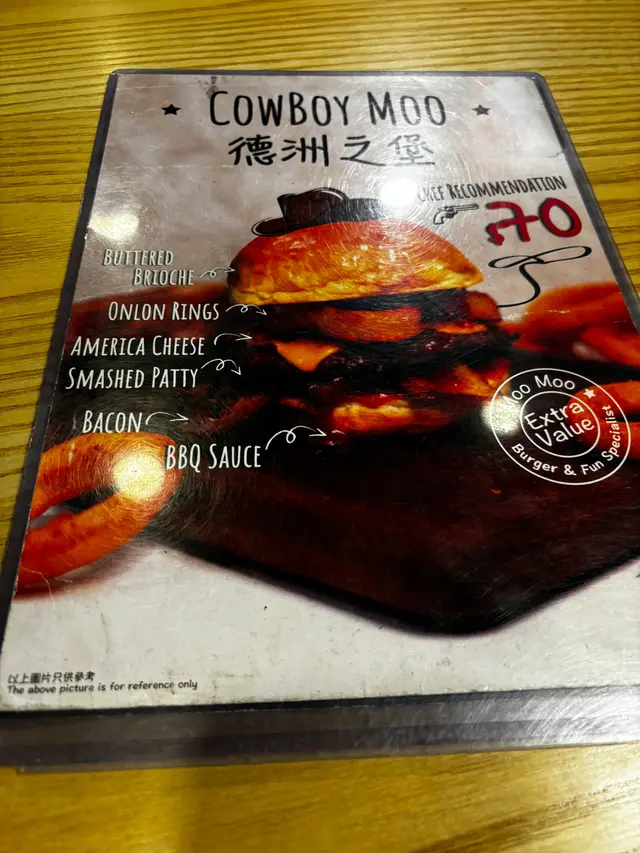 COWBOY MOO
德洲之堡
CHEF RECOMMENDATION
$70
BUTTERED
BRIOCHE
ONLON RINGS
AMERICA CHEESE
SMASHED PATTY
BACON
BBQ SAUCE
Moo Moo
Extra
Value
Burger & Fun Specialist
以上圖片只供參考
The above picture is for reference only